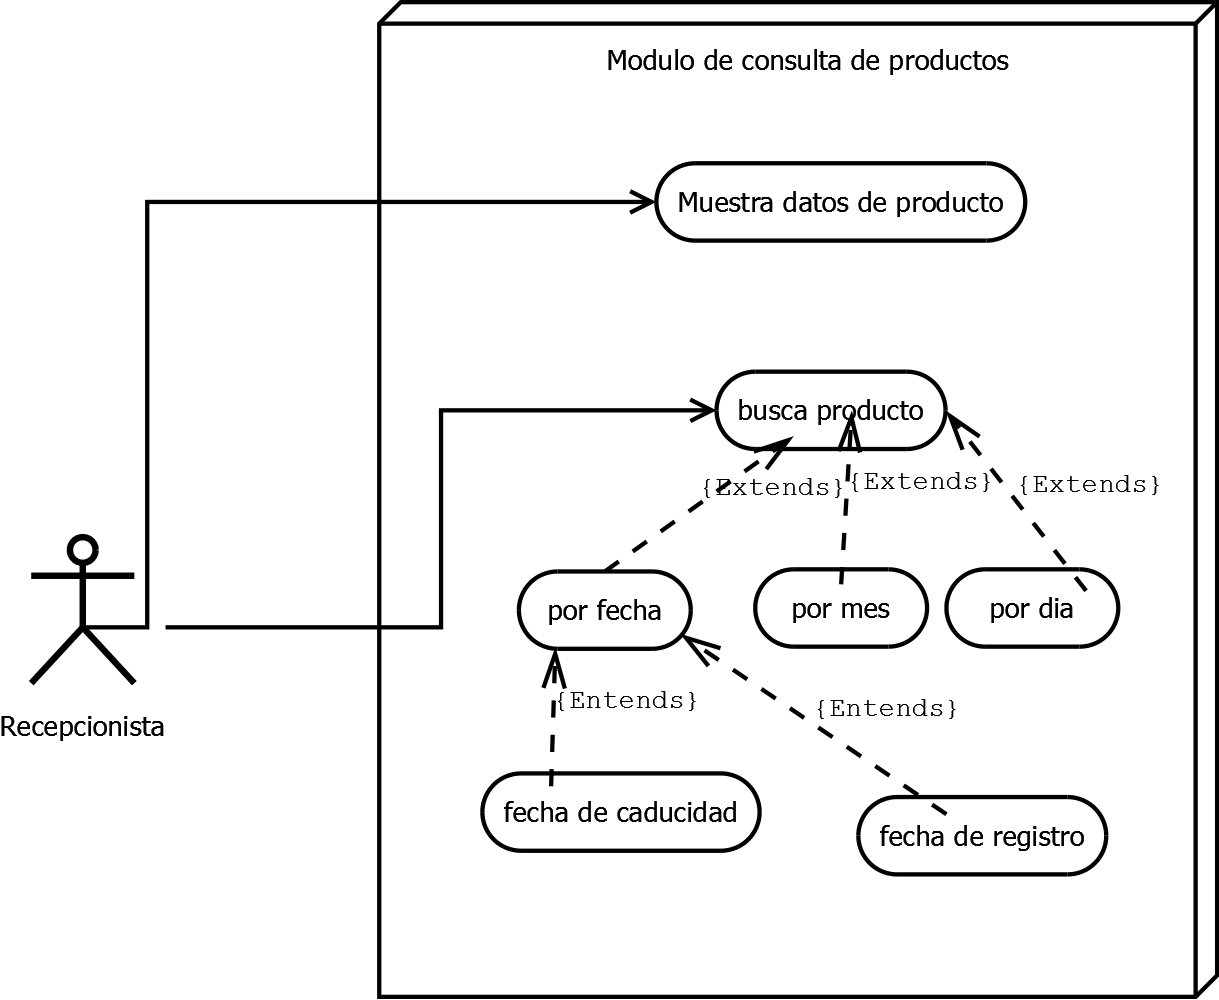 Modulo de consulta de productos
Muestra datos de producto
busca producto
{Extends}
{Extends}
{Extends}
por fecha
por mes
por dia
{Entends}
{Entends}
Recepcionista
fecha de caducidad
fecha de registro